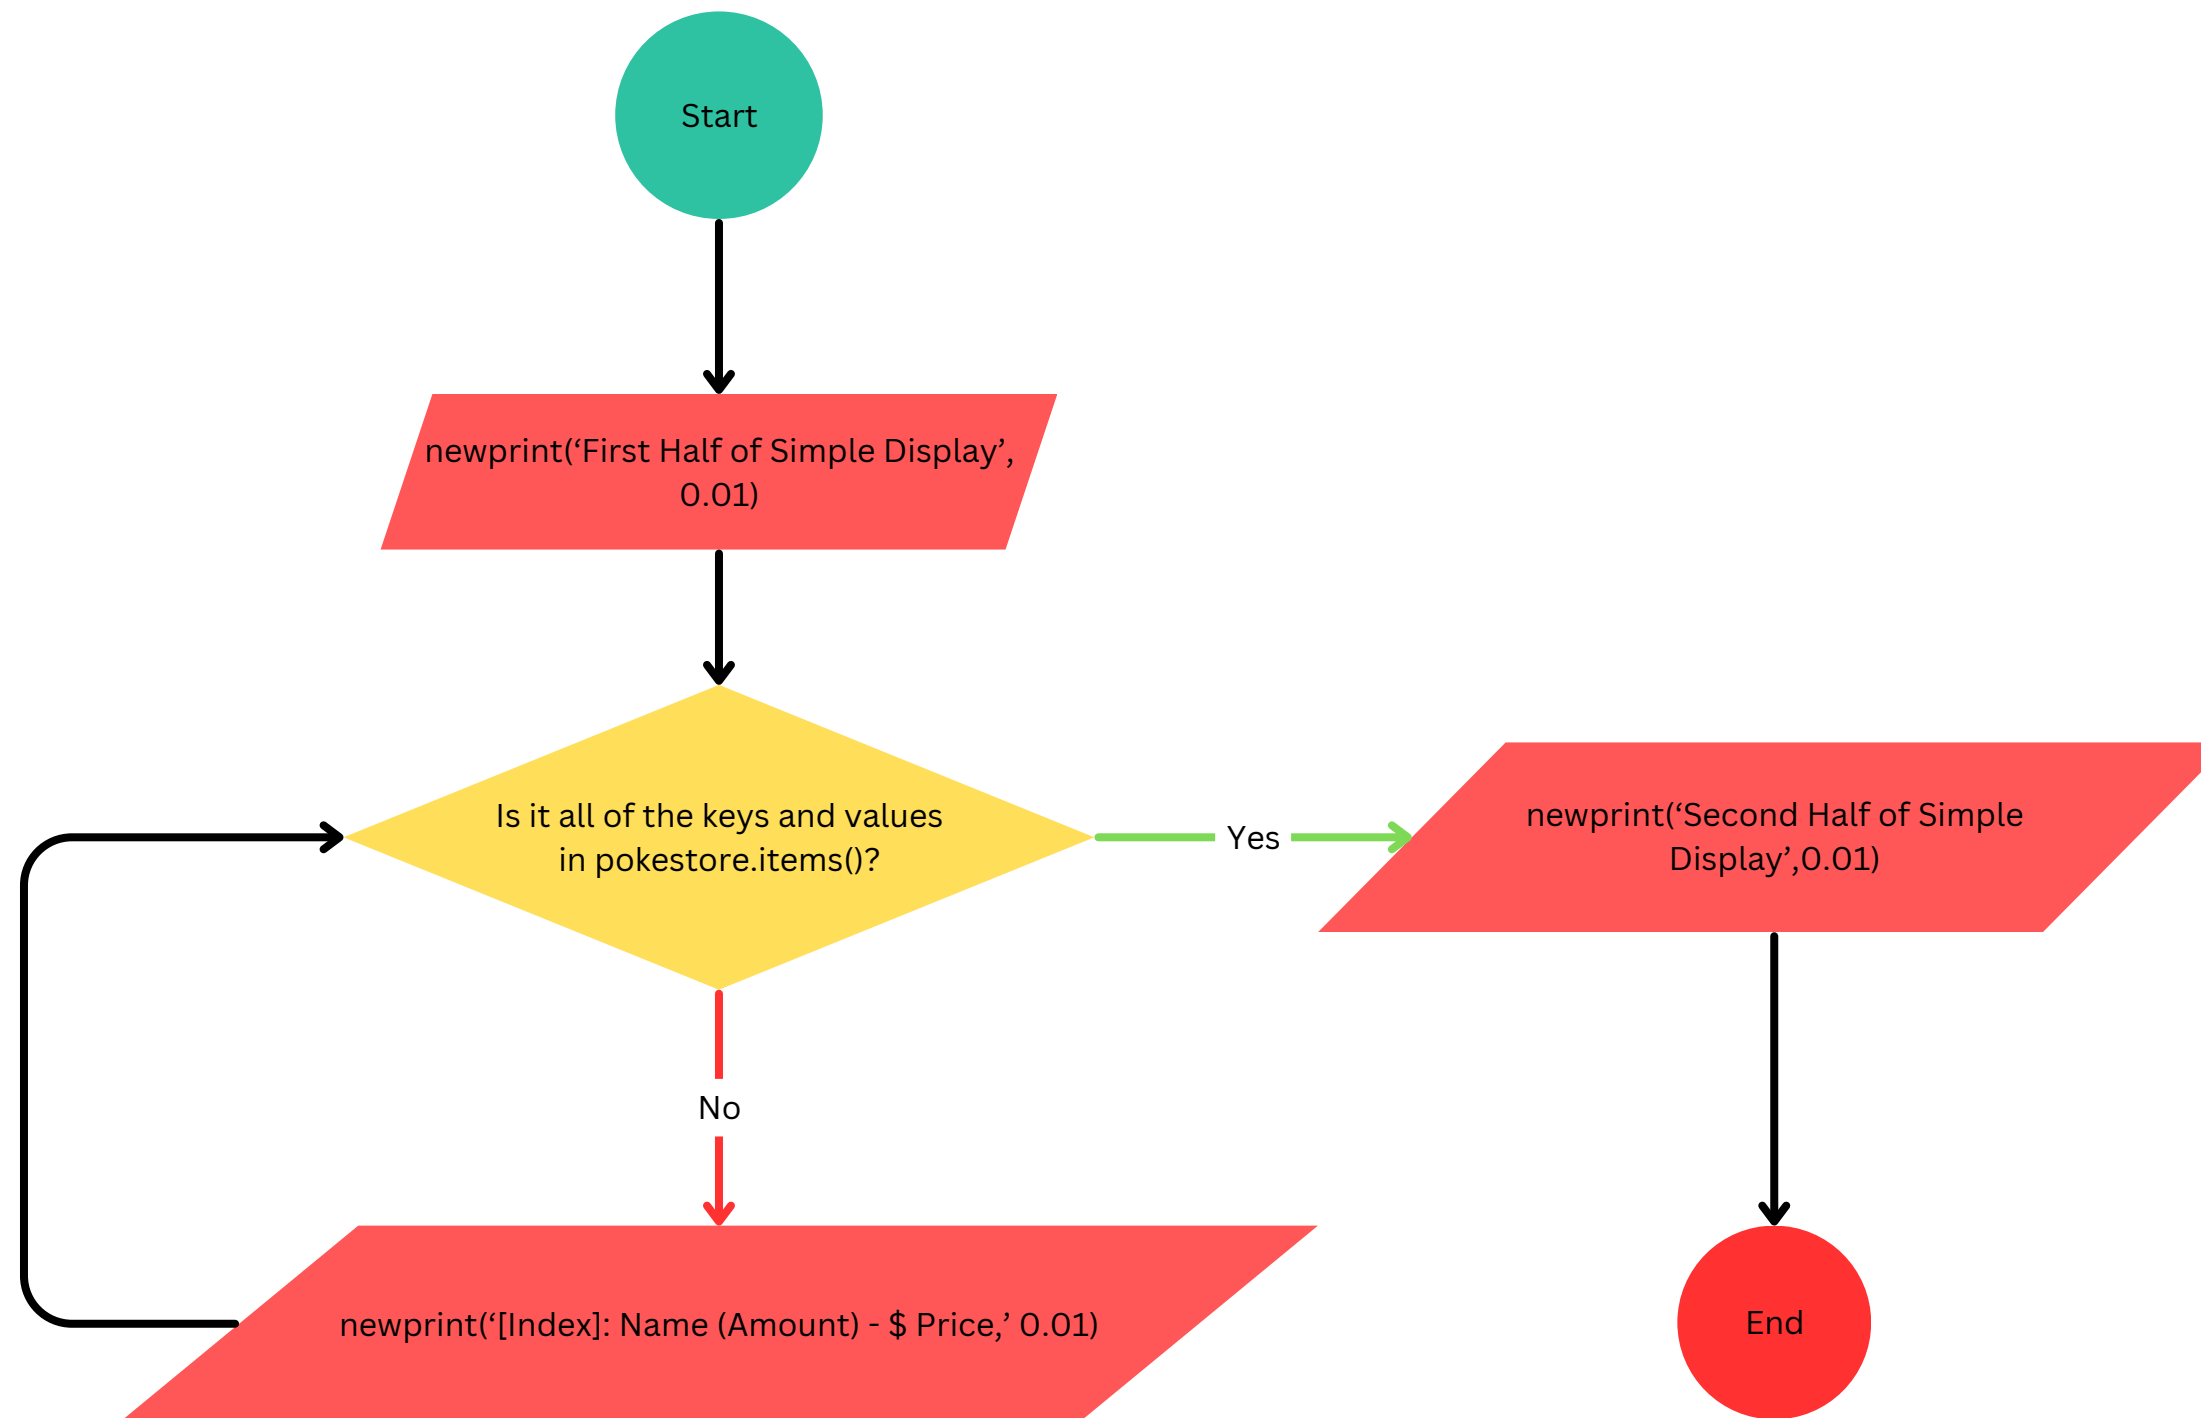 Start
newprint(‘First Half of Simple Display’,
0.01)
Is it all of the keys and values
in pokestore.items()?
Yes
newprint(‘Second Half of Simple
Display’,0.01)
No
newprint(‘[Index]: Name (Amount) - $ Price,’ 0.01)
End